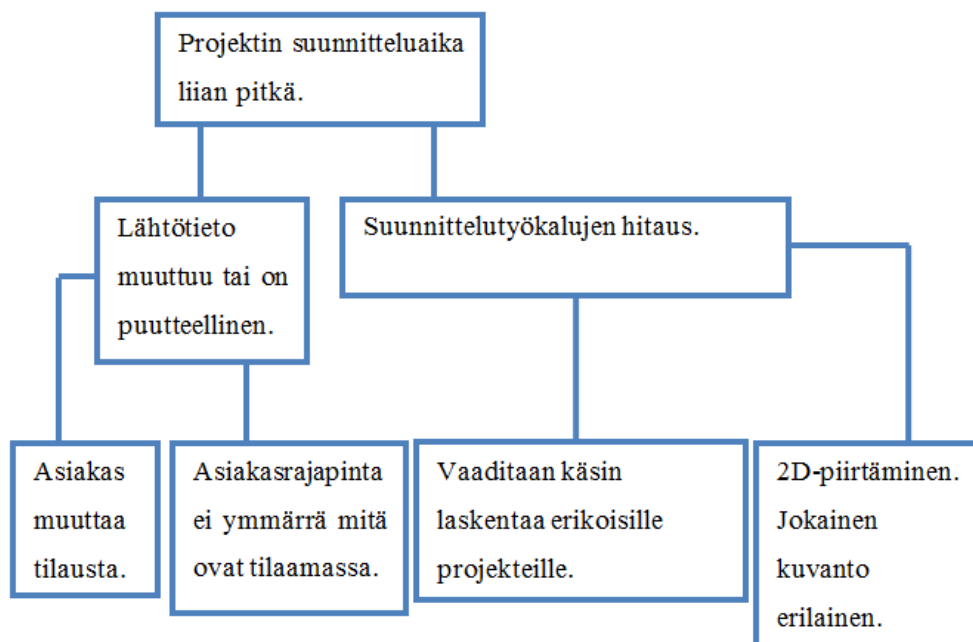 Projektin suunnitteluaika
liian pitkä.
Lähtötieto
muuttuu tai on
puutteellinen.
Suunnittelutyökalujen hitaus.
Asiakas
muuttaa
tilausta.
Asiakasrajapinta
ei ymmärrä mitä
ovat tilaamassa.
Vaaditaan käsin
laskentaa erikoisille
projekteille.
2D-piirtäminen.
Jokainen
kuvanto
erilainen.